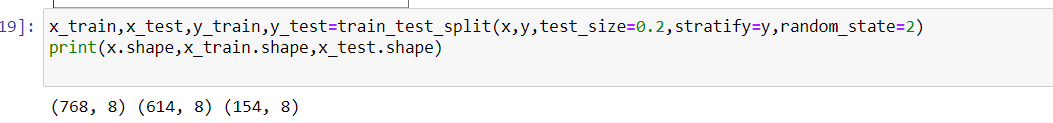 19]:
x_train,x_test,y_train,y_test=train_test_split(x,y,test_size=0.2,stratify=y,random_state=2)
print(x.shape,x_train.shape,x_test.shape)
(768, 8) (614, 8) (154, 8)